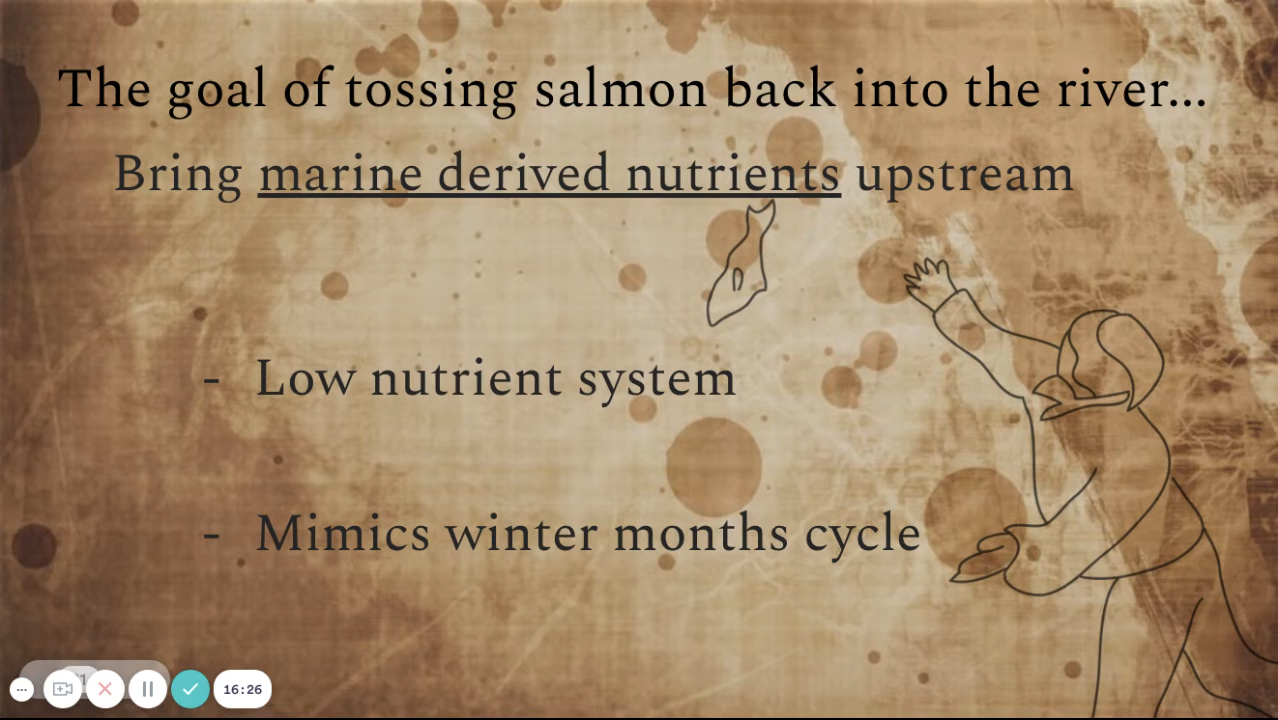 The goal of tossing salmon back into the river...
Bring marine derived nutrients upstream
- Low nutrient system
- Mimics winter months cycle
16:26